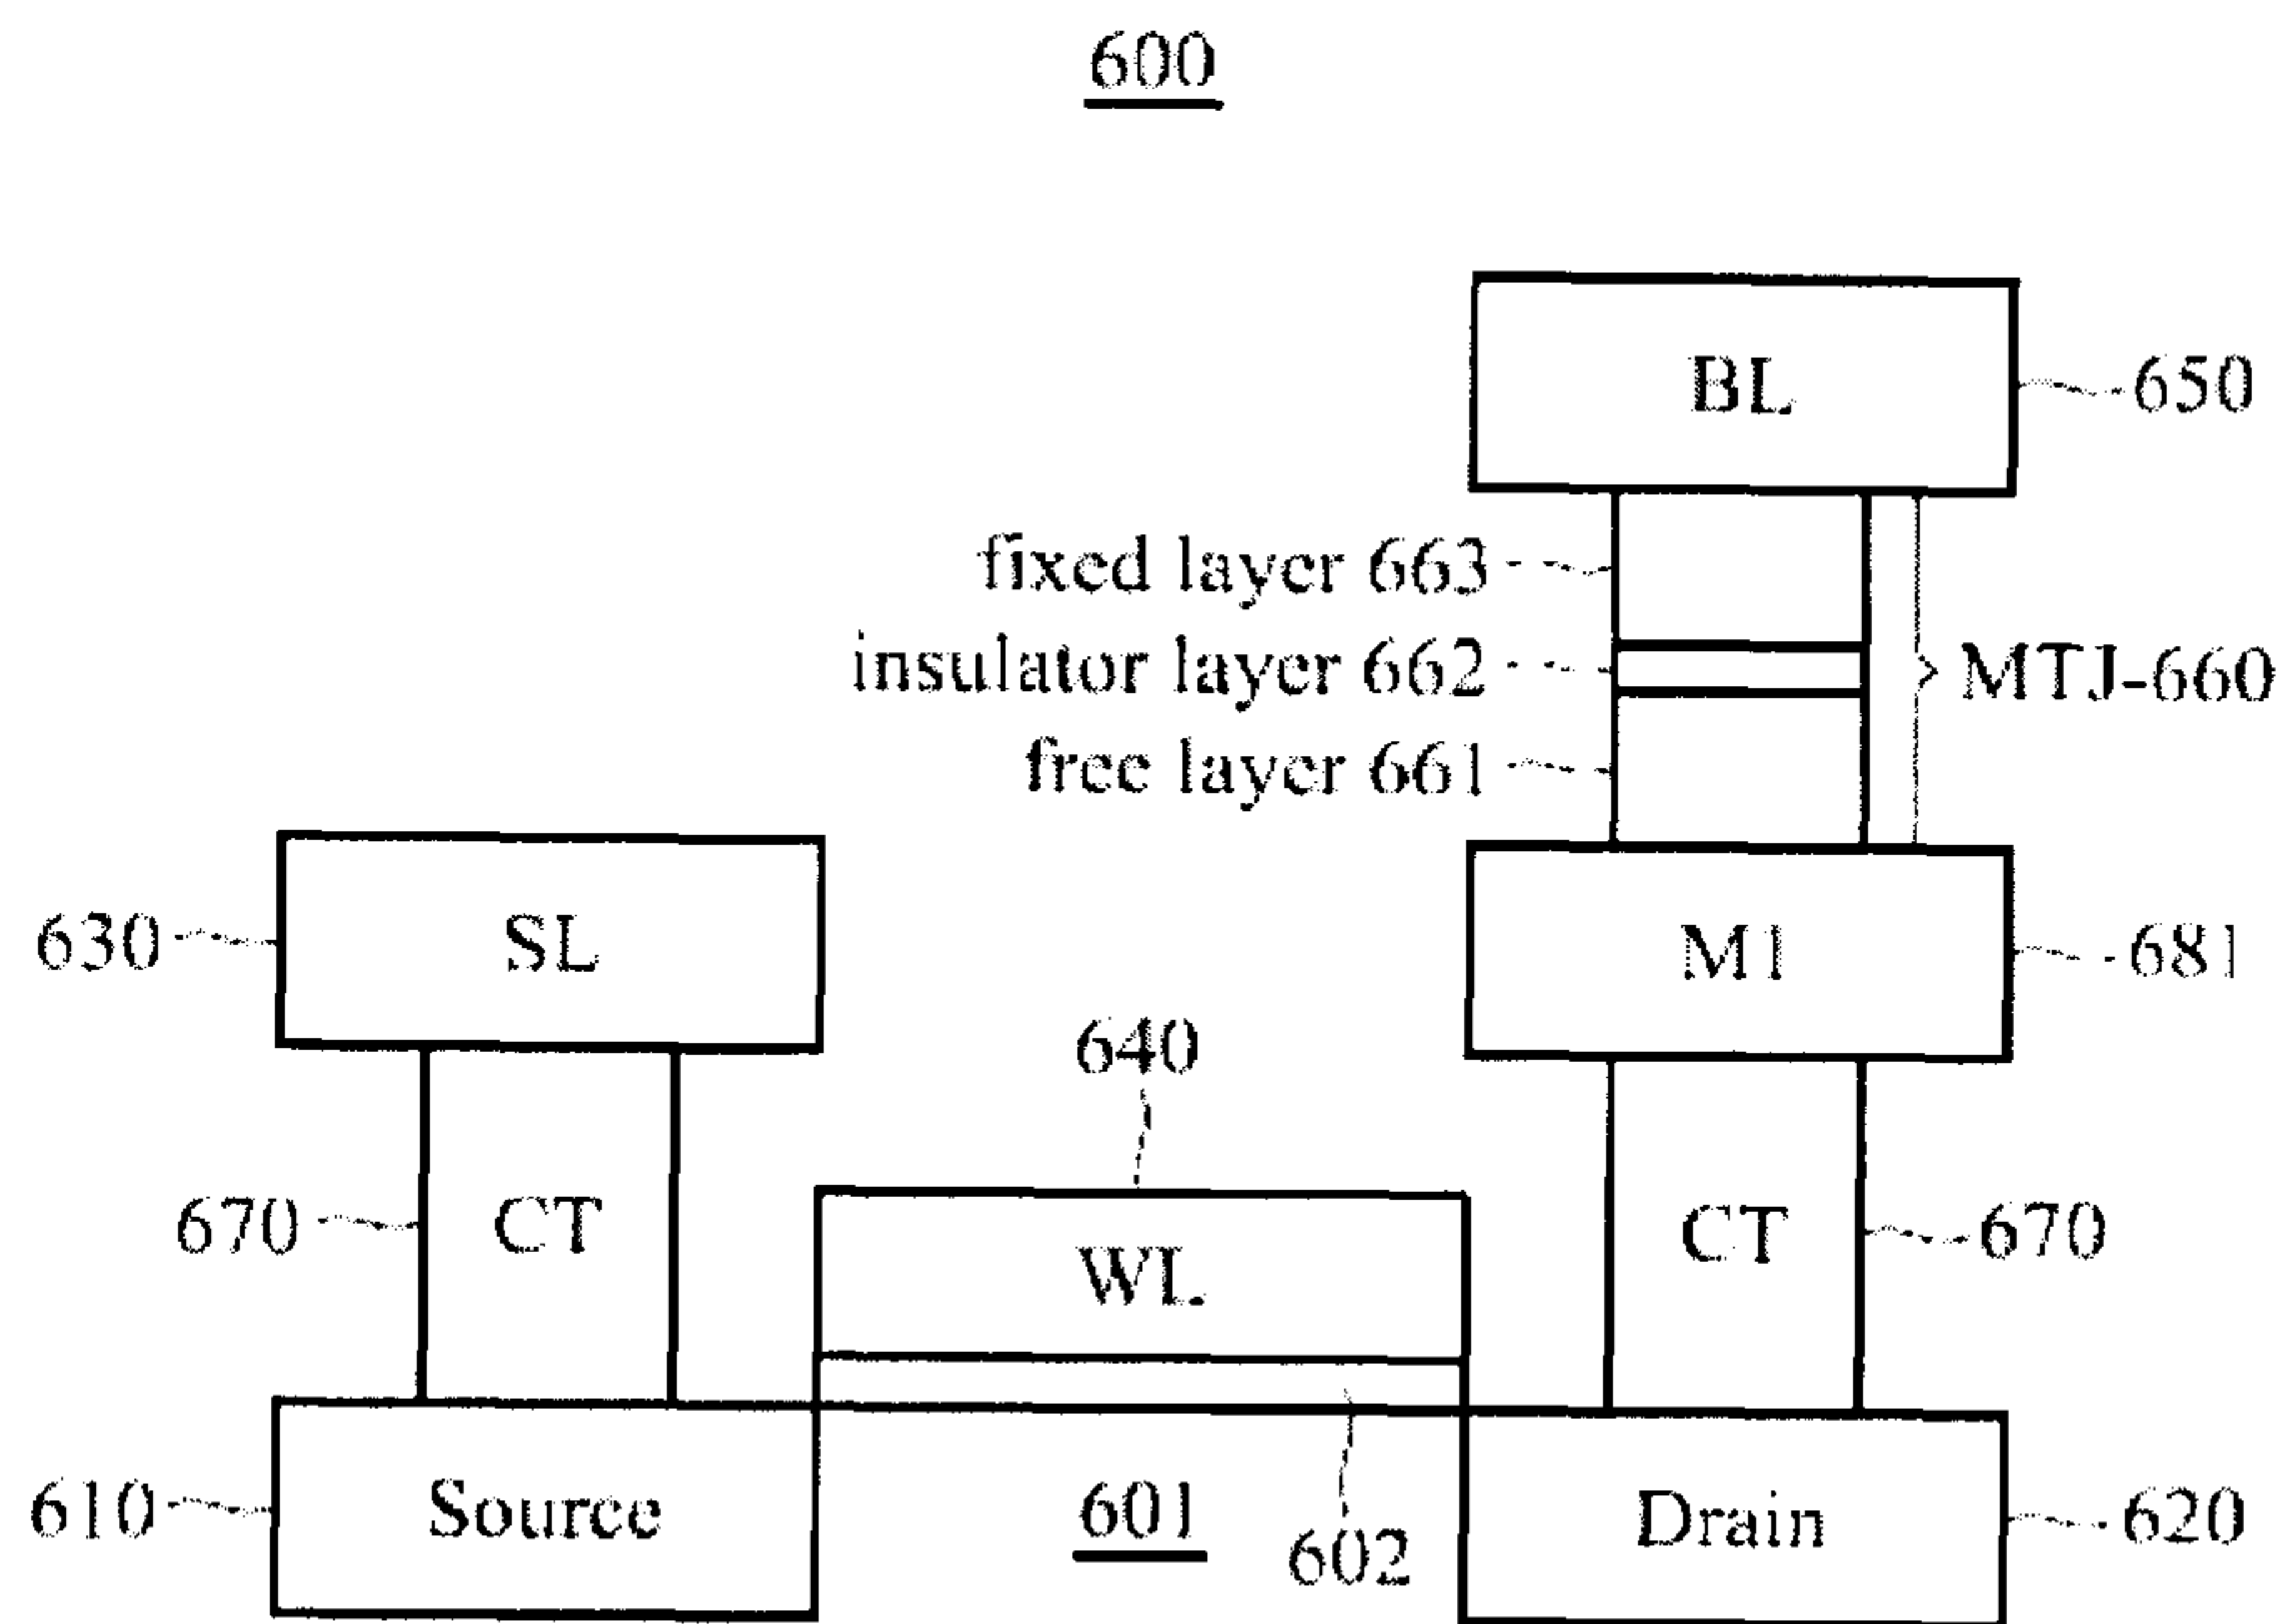 600
BL
650
fixed layer 663
insulator layer 662
MTJ-660
free layer 661
630
SL
M1
681
640
670
CT
WL
CT
670
610
Source
601
602
Drain
620